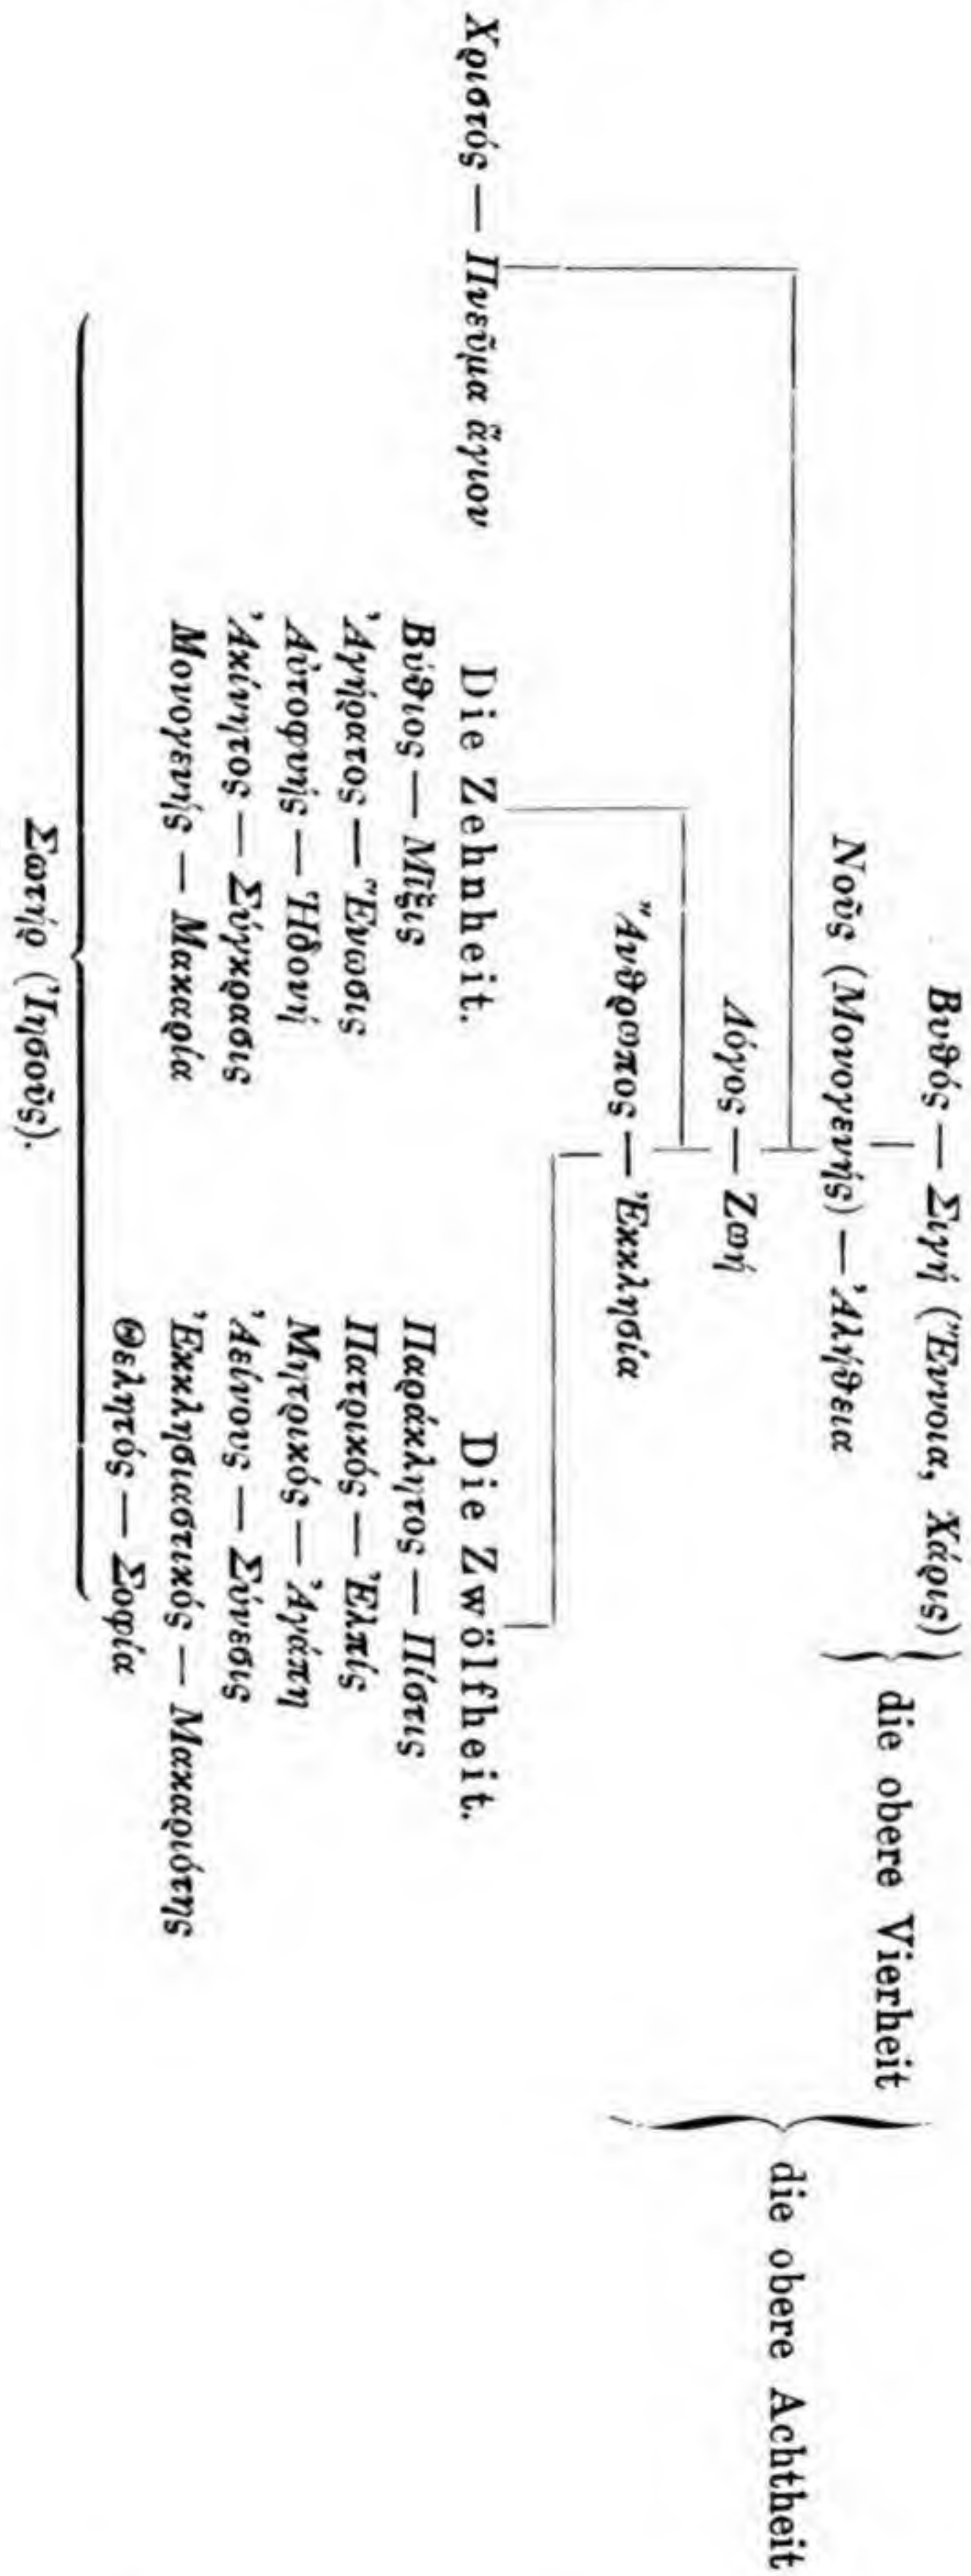 Βυθός — Σιγή (Ἔννοια, Χάρις)
Νοῦς (Μονογενής) — Ἀλήθεια
die obere Vierheit
Λόγος — Ζωή
Ἄνθρωπος — Ἐκκλησία
die obere Achtheit
Χριστός — Πνεῦμα ἅγιον
Die Zehnheit.
Βύθιος — Μῖξις
Ἀγήρατος — Ἕνωσις
Αὐτοφυής — Ἡδονή
Ἀκίνητος — Σύγκρασις
Μονογενής — Μακαρία
Die Zwölfheit.
Παράκλητος — Πίστις
Πατρικός — Ἐλπίς
Μητρικός — Ἀγάπη
Ἀείνους — Σύνεσις
Ἐκκλησιαστικός — Μακαριότης
Θελητός — Σοφία
Σωτήρ (Ἰησοῦς).